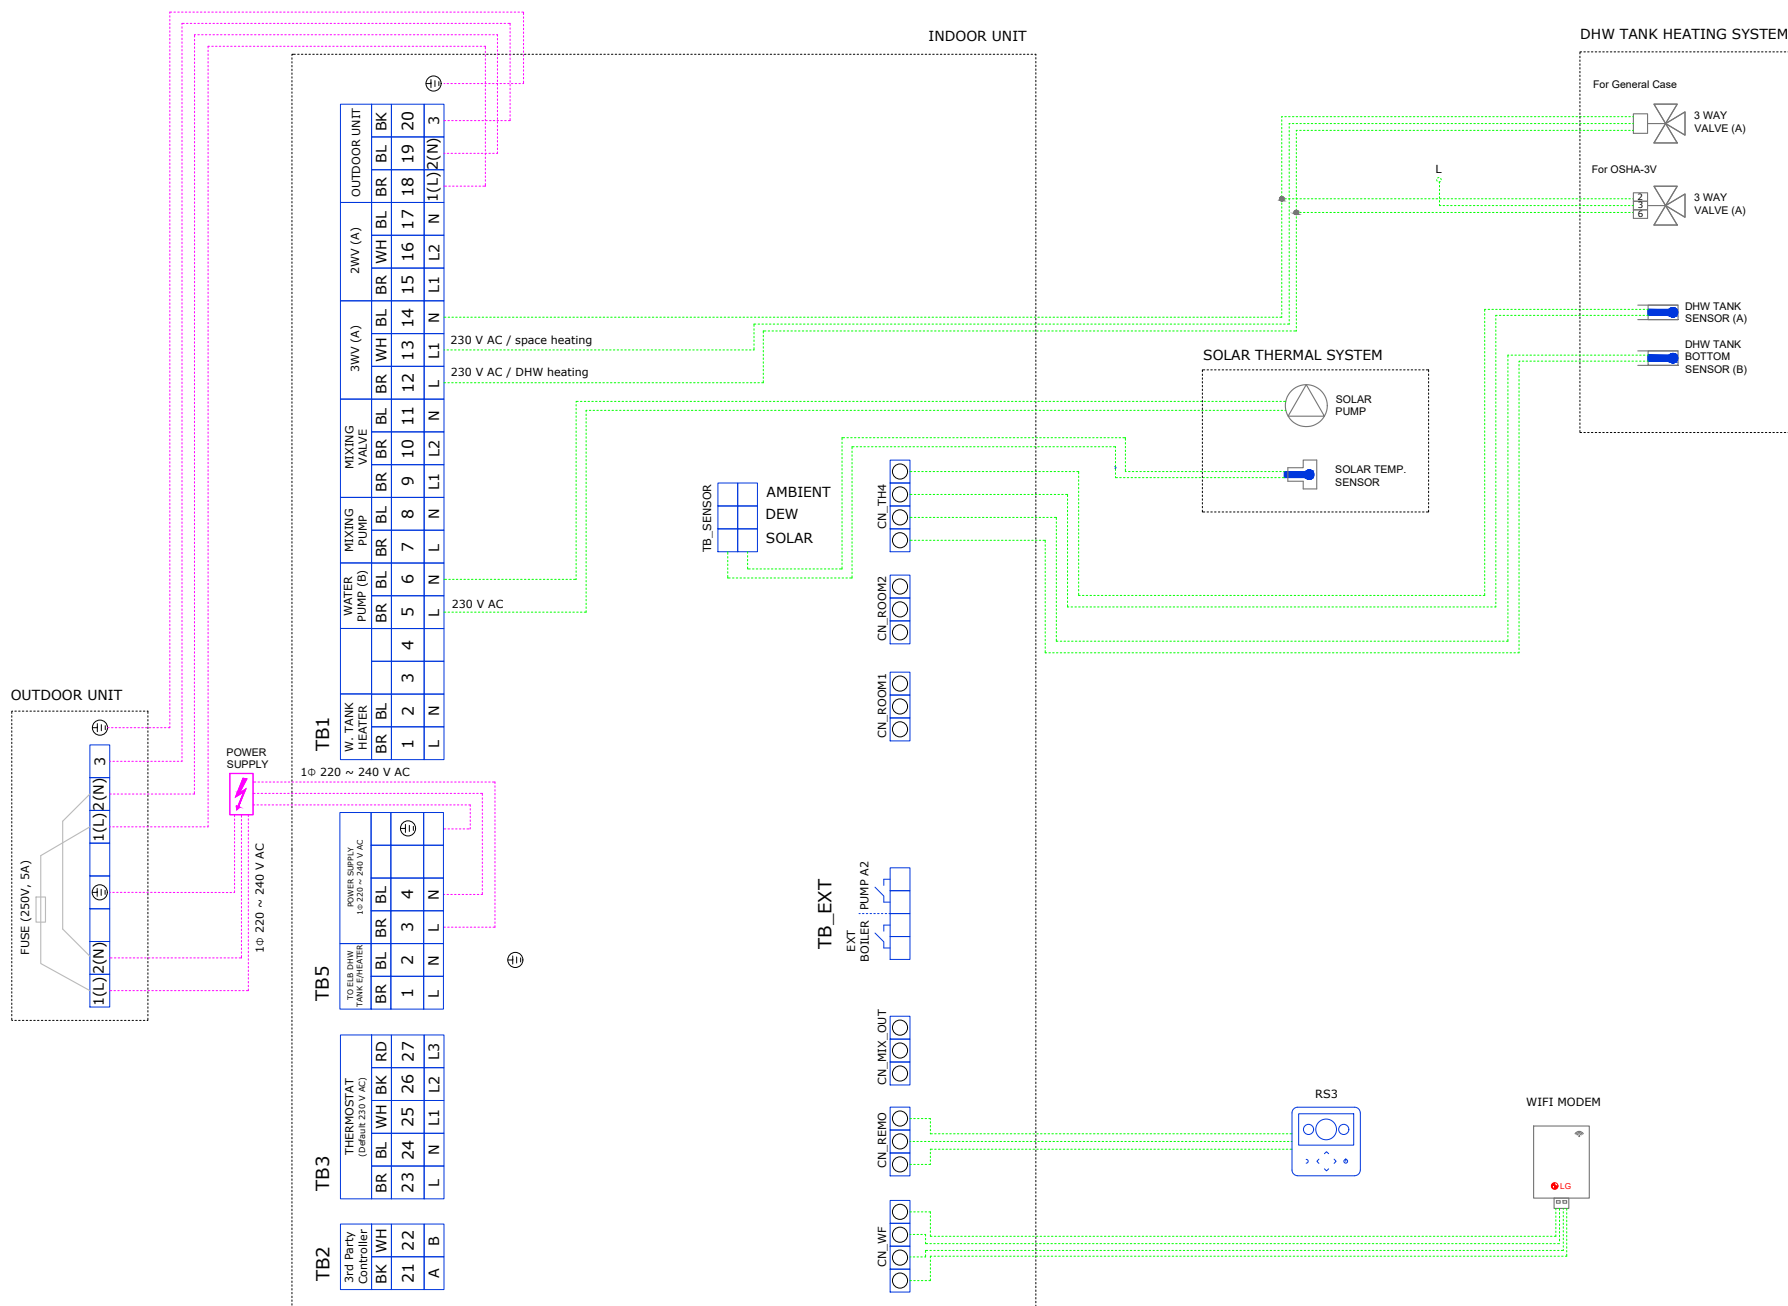 INDOOR UNIT
DHW TANK HEATING SYSTEM
For General Case
3 WAY
VALVE (A)
For OSHA-3V
L
2
3
6
3 WAY
VALVE (A)
DHW TANK
SENSOR (A)
DHW TANK
BOTTOM
SENSOR (B)
SOLAR THERMAL SYSTEM
SOLAR
PUMP
SOLAR TEMP.
SENSOR
TB1
OUTDOOR UNIT
BK 20 3
BL 19 2(N)
BR 18 1(L)
2WV (A)
BL 17 N
WH 16 L2
BR 15 L1
3WV (A)
BL 14 N
WH 13 L1
BR 12 L
230 V AC / space heating
230 V AC / DHW heating
MIXING
VALVE
BL 11 N
BR 10 L2
BR 9 L1
MIXING
PUMP
BL 8 N
BR 7 L
WATER
PUMP (B)
BL 6 N
BR 5 L
230 V AC
4
3
W. TANK
HEATER
BL 2 N
BR 1 L
TB_SENSOR
AMBIENT
DEW
SOLAR
CN_TH4
CN_ROOM2
CN_ROOM1
OUTDOOR UNIT
3
2(N)
1(L)
2(N)
1(L)
FUSE (250V, 5A)
POWER
SUPPLY
1Φ 220 ~ 240 V AC
1Φ 220 ~ 240 V AC
TB5
POWER SUPPLY
1Φ 220 ~ 240 V AC
BL 4 N
BR 3 L
TO ELB DHW
TANK E/HEATER
BL 2 N
BR 1 L
TB_EXT
PUMP A2
EXT
BOILER
TB3
THERMOSTAT
(Default 230 V AC)
RD 27 L3
BK 26 L2
WH 25 L1
BL 24 N
BR 23 L
TB2
3rd Party
Controller
WH 22 B
BK 21 A
CN_MIX_OUT
CN_REMO
CN_WF
RS3
WIFI MODEM
LG